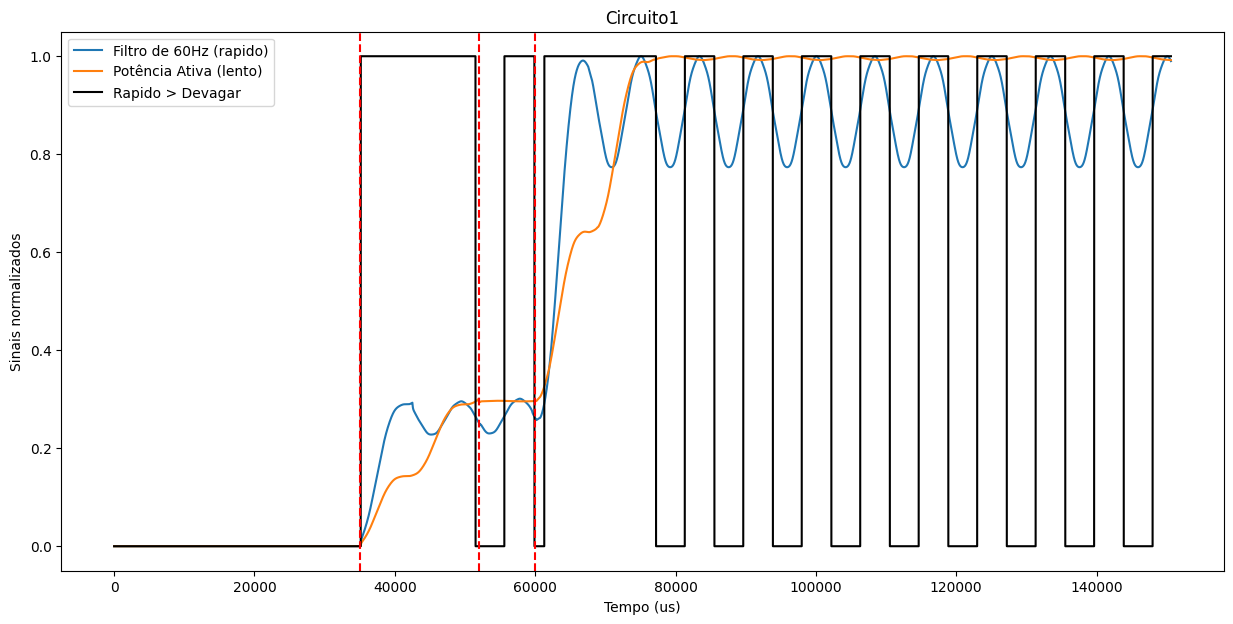 Circuito1
Filtro de 60Hz (rapido)
Potência Ativa (lento)
Rapido > Devagar
Sinais normalizados
1.0
0.8
0.6
0.4
0.2
0.0
0 20000 40000 60000 80000 100000 120000 140000
Tempo (us)